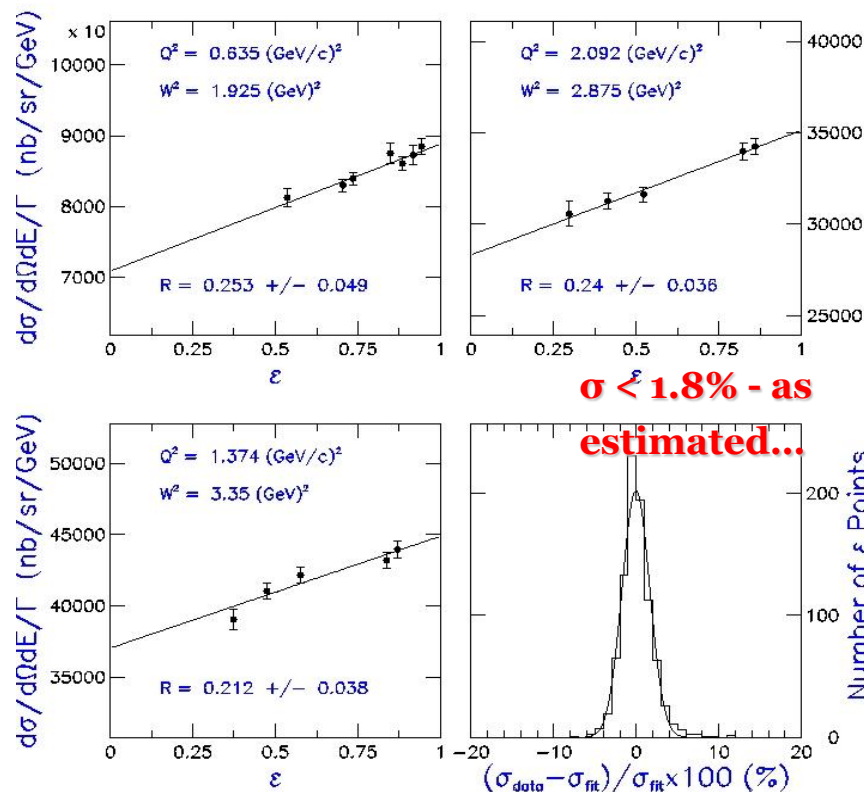 x 10
dσ/dΩdE/Γ (nb/sr/GeV)
10000
9000
8000
7000
Q² = 0.635 (GeV/c)²
W² = 1.925 (GeV)²
R = 0.253 +/- 0.049
0 0.25 0.5 0.75 1
ε
Q² = 2.092 (GeV/c)²
W² = 2.875 (GeV)²
R = 0.24 +/- 0.036
40000
35000
30000
25000
0 0.25 0.5 0.75 1
ε
σ < 1.8% - as
estimated...
dσ/dΩdE/Γ (nb/sr/GeV)
50000
45000
40000
35000
Q² = 1.374 (GeV/c)²
W² = 3.35 (GeV)²
R = 0.212 +/- 0.038
0 0.25 0.5 0.75 1
ε
200
100
0
Number of ε Points
-20 -10 0 10 20
(σdata-σfit)/σfitx100 (%)